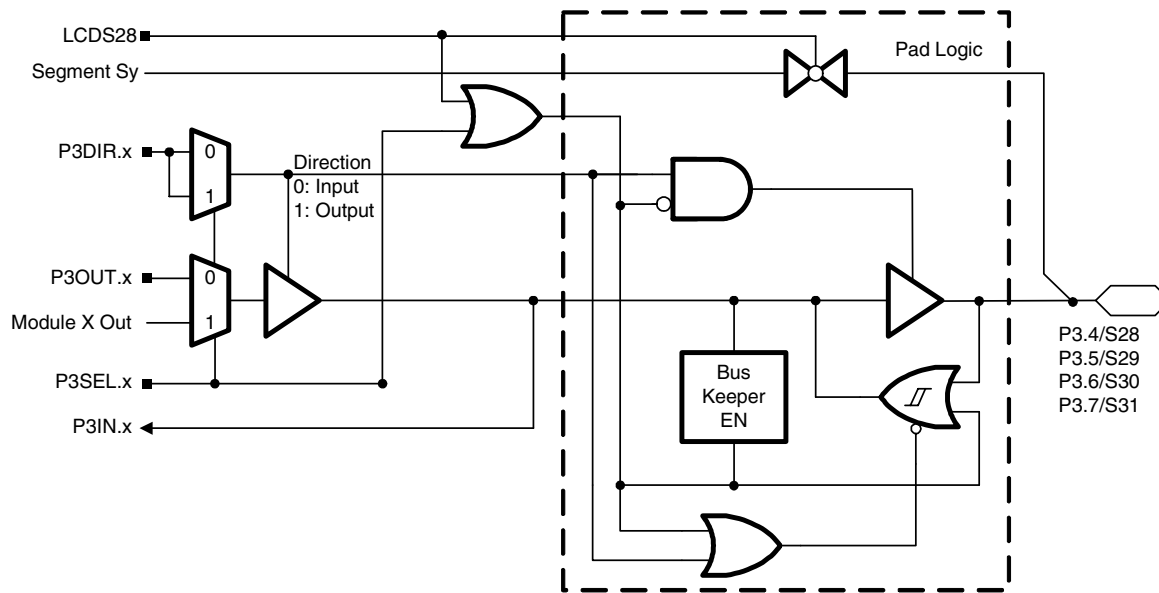 LCDS28
Pad Logic
Segment Sy
P3DIR.x
0
1
Direction
0: Input
1: Output
P3OUT.x
0
Module X Out
1
P3SEL.x
P3IN.x
Bus
Keeper
EN
P3.4/S28
P3.5/S29
P3.6/S30
P3.7/S31